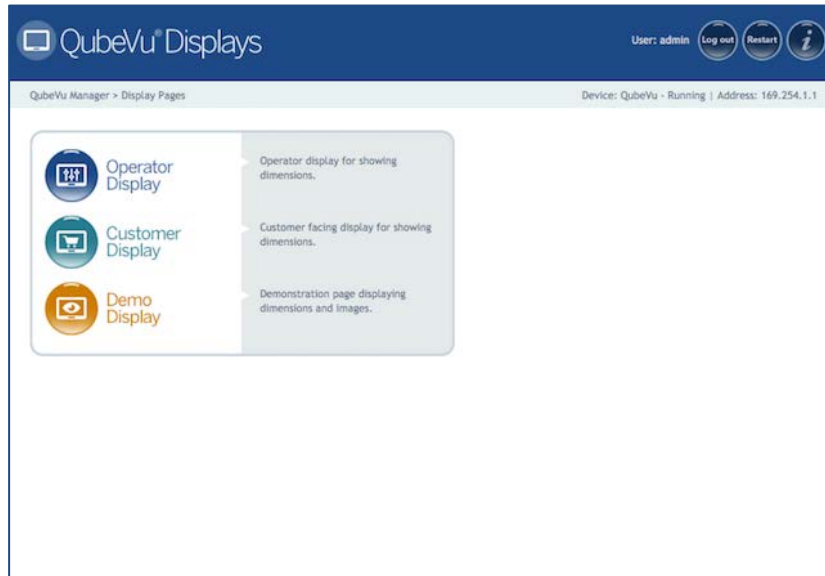 QubeVu® Displays
User: admin
Log out
Restart
i
QubeVu Manager > Display Pages
Device: QubeVu - Running | Address: 169.254.1.1
Operator
Display
Operator display for showing
dimensions.
Customer
Display
Customer facing display for showing
dimensions.
Demo
Display
Demonstration page displaying
dimensions and images.